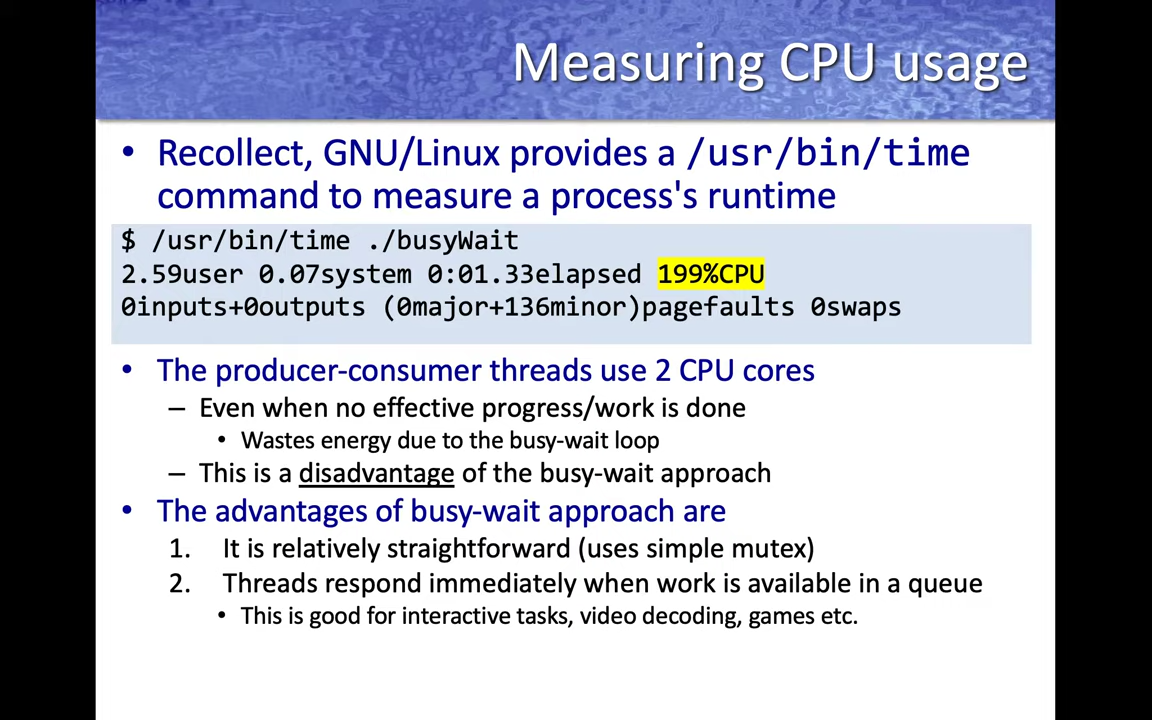 Measuring CPU usage
• Recollect, GNU/Linux provides a /usr/bin/time
command to measure a process's runtime
$ /usr/bin/time ./busyWait
2.59user 0.07system 0:01.33elapsed 199%CPU
0inputs+0outputs (0major+136minor)pagefaults 0swaps
• The producer-consumer threads use 2 CPU cores
– Even when no effective progress/work is done
• Wastes energy due to the busy-wait loop
– This is a disadvantage of the busy-wait approach
• The advantages of busy-wait approach are
1. It is relatively straightforward (uses simple mutex)
2. Threads respond immediately when work is available in a queue
• This is good for interactive tasks, video decoding, games etc.